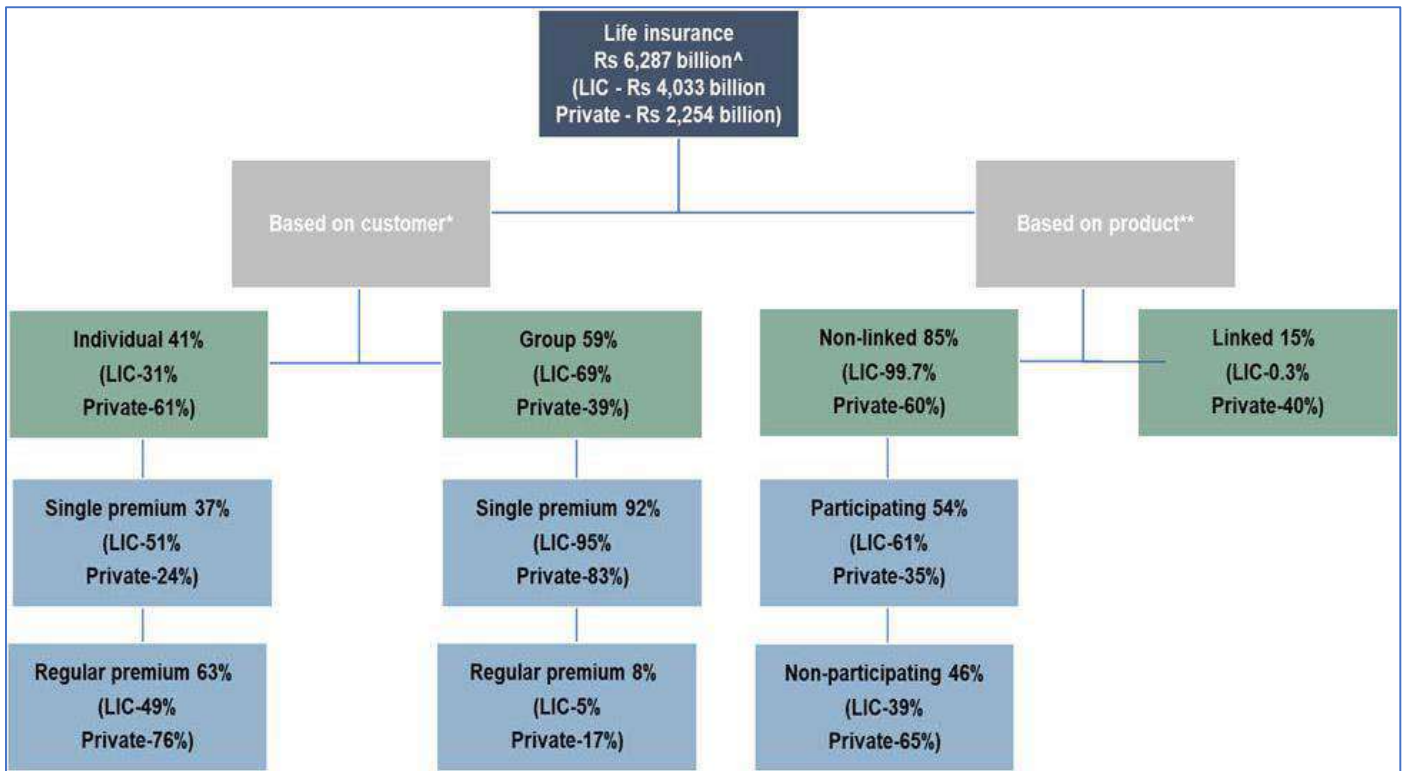 Life insurance
Rs 6,287 billion^
(LIC - Rs 4,033 billion
Private - Rs 2,254 billion)
Based on customer*
Based on product**
Individual 41%
(LIC-31%
Private-61%)
Group 59%
(LIC-69%
Private-39%)
Non-linked 85%
(LIC-99.7%
Private-60%)
Linked 15%
(LIC-0.3%
Private-40%)
Single premium 37%
(LIC-51%
Private-24%)
Single premium 92%
(LIC-95%
Private-83%)
Participating 54%
(LIC-61%
Private-35%)
Regular premium 63%
(LIC-49%
Private-76%)
Regular premium 8%
(LIC-5%
Private-17%)
Non-participating 46%
(LIC-39%
Private-65%)